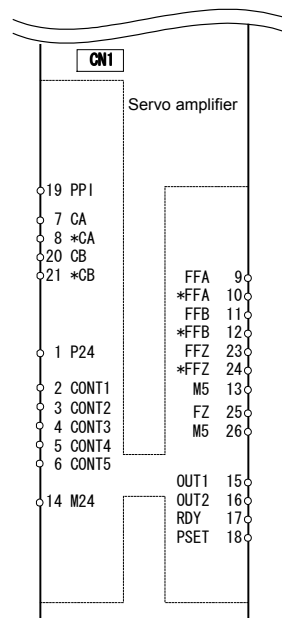 CN1
Servo amplifier
19 PPI
7 CA
8 *CA
20 CB
21 *CB
1 P24
2 CONT1
3 CONT2
4 CONT3
5 CONT4
6 CONT5
14 M24
FFA 9
*FFA 10
FFB 11
*FFB 12
FFZ 23
*FFZ 24
M5 13
FZ 25
M5 26
OUT1 15
OUT2 16
RDY 17
PSET 18